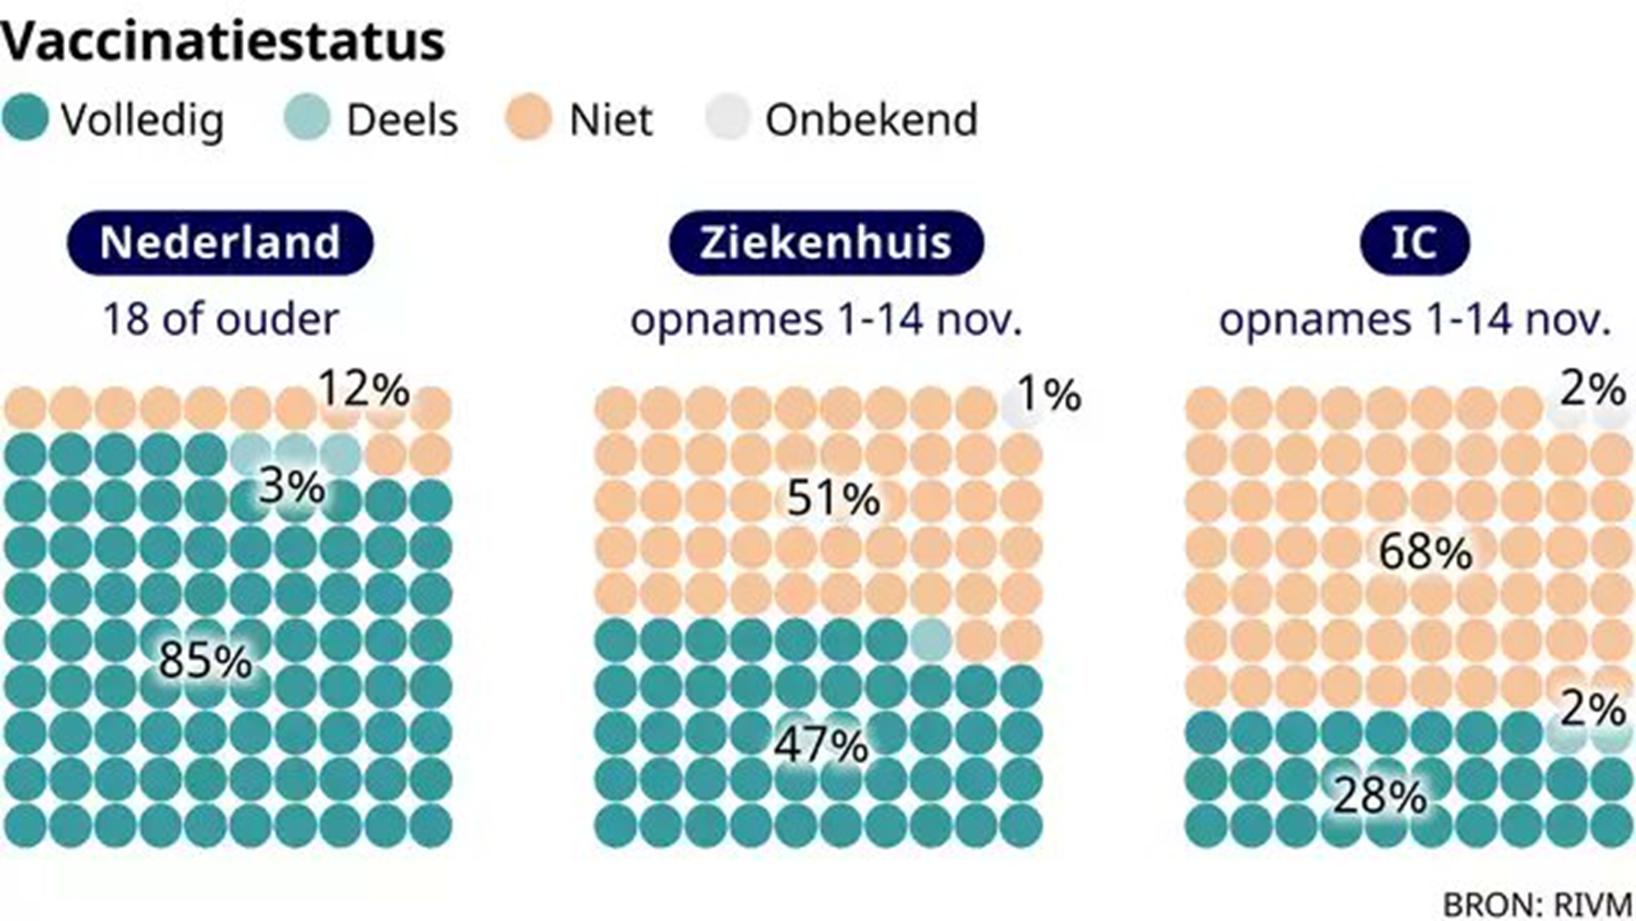 Vaccinatiestatus
Volledig Deels Niet Onbekend
Nederland
18 of ouder
12%
3%
85%
Ziekenhuis
opnames 1-14 nov.
1%
51%
47%
IC
opnames 1-14 nov.
2%
68%
2%
28%
BRON: RIVM